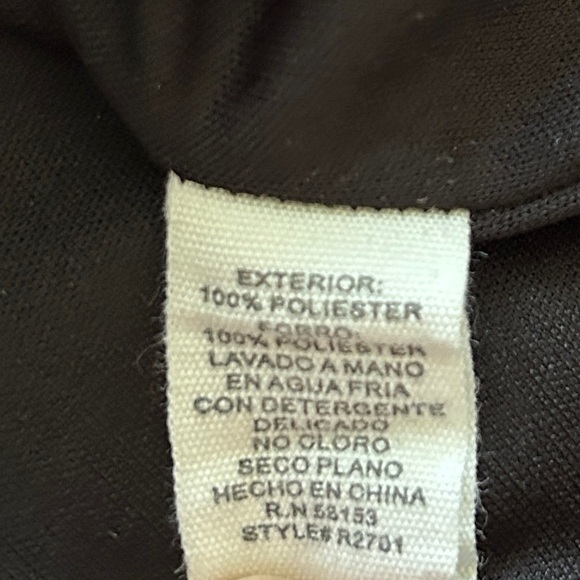 EXTERIOR:
100% POLIESTER
FORRO:
100% POLIESTER
LAVADO A MANO
EN AGUA FRIA
CON DETERGENTE
DELICADO
NO CLORO
SECO PLANO
HECHO EN CHINA
R.N 58153
STYLE# R2701